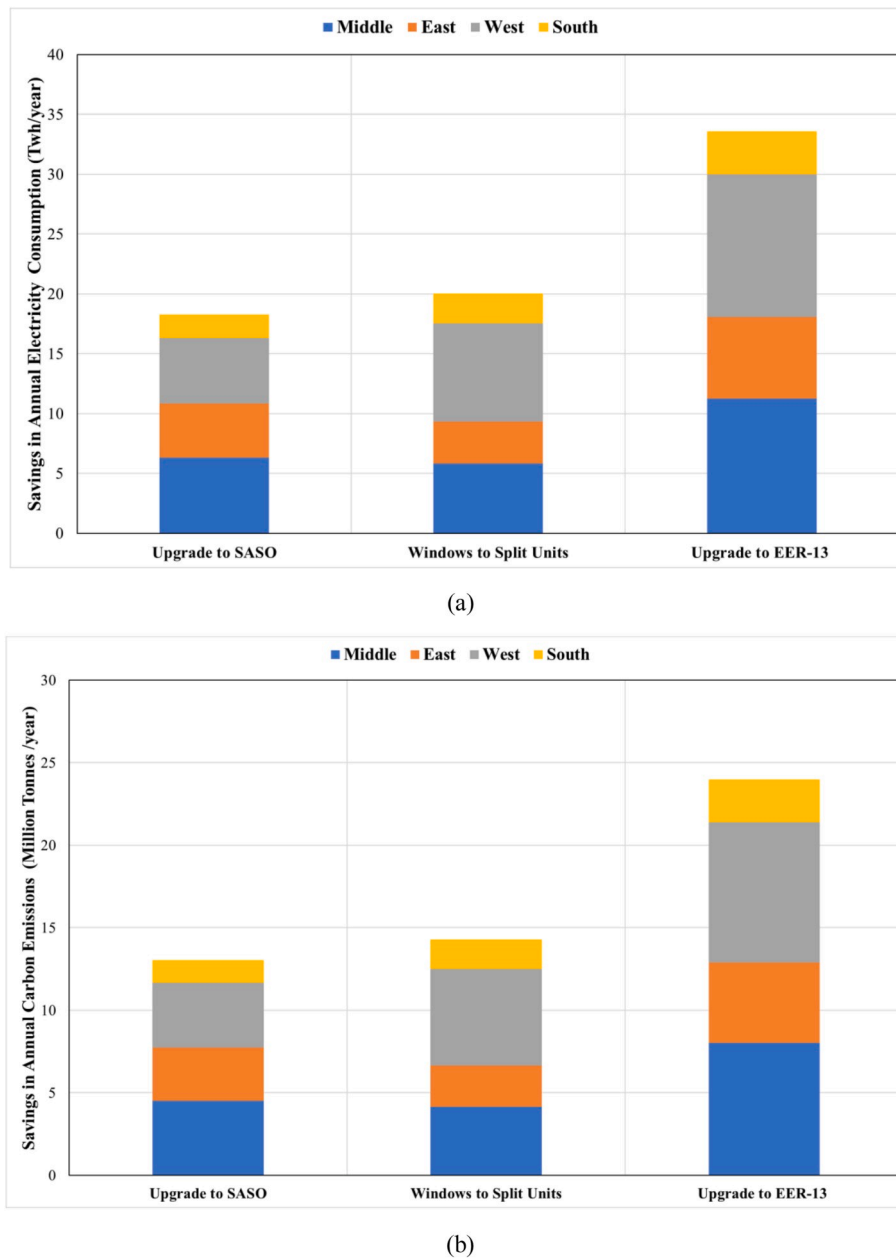 Middle East West South
Savings in Annual Electricity Consumption (Twh/year)
40
35
30
25
20
15
10
5
0
Upgrade to SASO Windows to Split Units Upgrade to EER-13
(a)
Middle East West South
Savings in Annual Carbon Emissions (Million Tonnes /year)
30
25
20
15
10
5
0
Upgrade to SASO Windows to Split Units Upgrade to EER-13
(b)